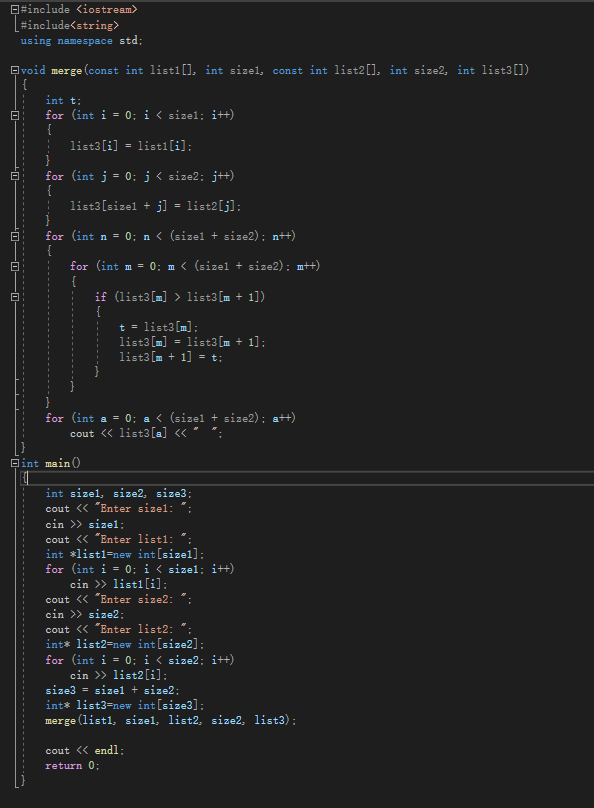 #include <iostream>
#include<string>
using namespace std;

void merge(const int list1[], int size1, const int list2[], int size2, int list3[])
{
    int t;
    for (int i = 0; i < size1; i++)
    {
        list3[i] = list1[i];
    }
    for (int j = 0; j < size2; j++)
    {
        list3[size1 + j] = list2[j];
    }
    for (int n = 0; n < (size1 + size2); n++)
    {
        for (int m = 0; m < (size1 + size2); m++)
        {
            if (list3[m] > list3[m + 1])
            {
                t = list3[m];
                list3[m] = list3[m + 1];
                list3[m + 1] = t;
            }
        }
    }
    for (int a = 0; a < (size1 + size2); a++)
        cout << list3[a] << "  ";
}
int main()
{
    int size1, size2, size3;
    cout << "Enter size1: ";
    cin >> size1;
    cout << "Enter list1: ";
    int *list1=new int[size1];
    for (int i = 0; i < size1; i++)
        cin >> list1[i];
    cout << "Enter size2: ";
    cin >> size2;
    cout << "Enter list2: ";
    int* list2=new int[size2];
    for (int i = 0; i < size2; i++)
        cin >> list2[i];
    size3 = size1 + size2;
    int* list3=new int[size3];
    merge(list1, size1, list2, size2, list3);

    cout << endl;
    return 0;
}